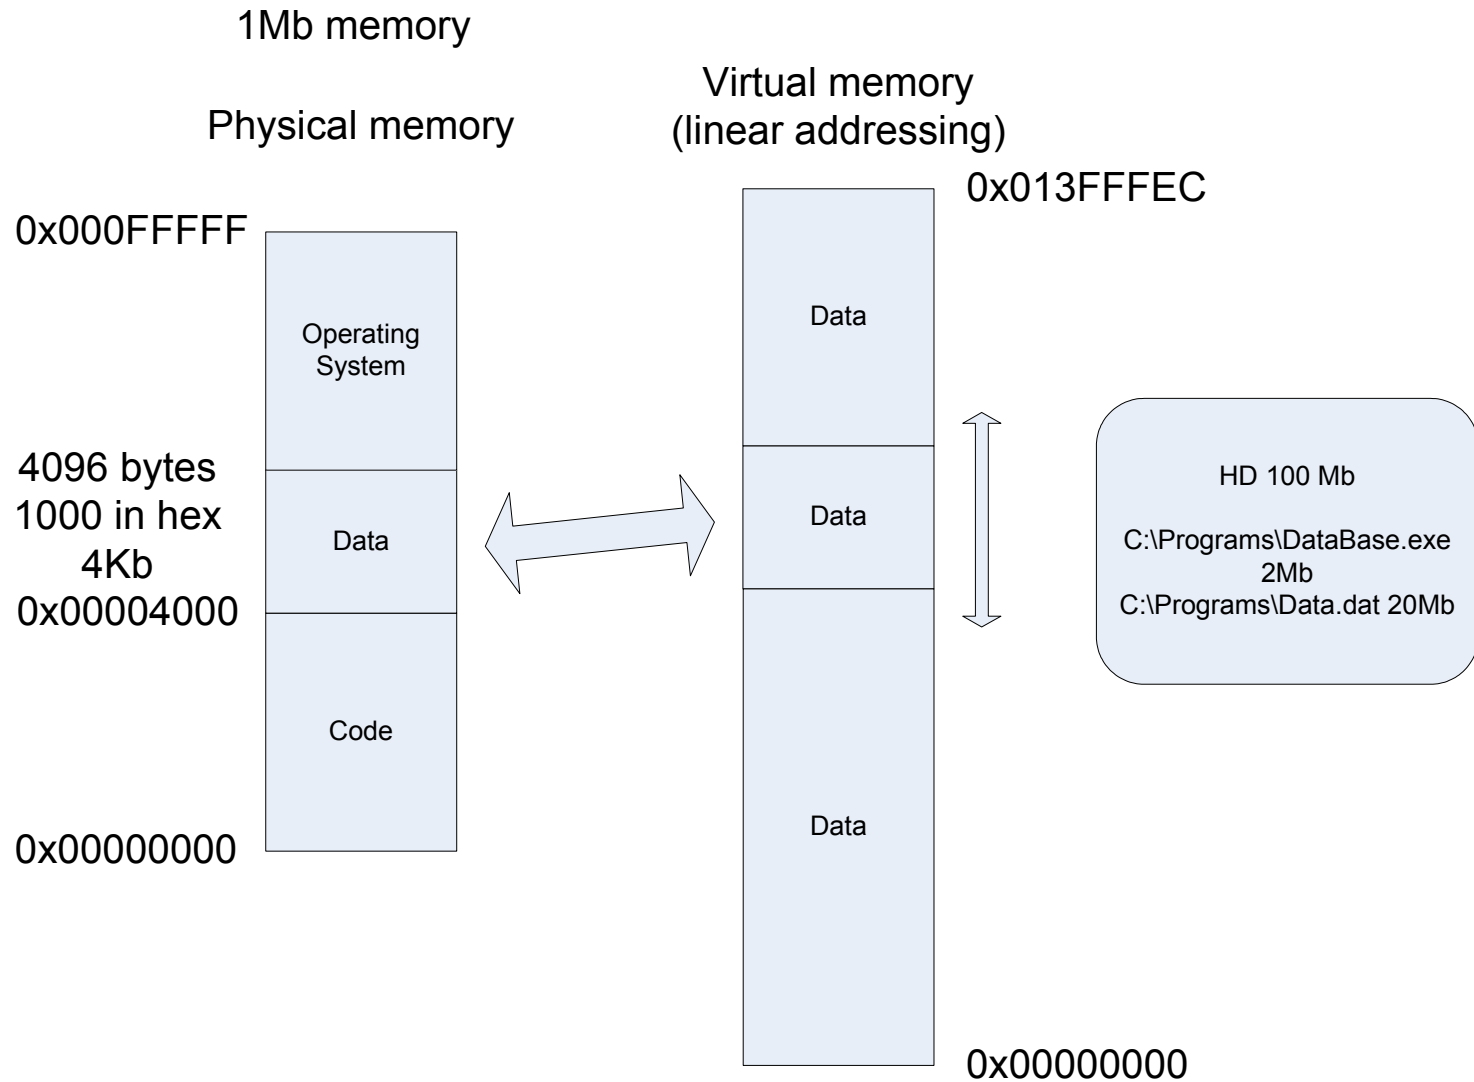 1Mb memory
Physical memory
0x000FFFFF
Operating
System
4096 bytes
1000 in hex
4Kb
0x00004000
Data
Code
0x00000000
Virtual memory
(linear addressing)
0x013FFFEC
Data
Data
Data
0x00000000
HD 100 Mb
C:\Programs\DataBase.exe
2Mb
C:\Programs\Data.dat 20Mb